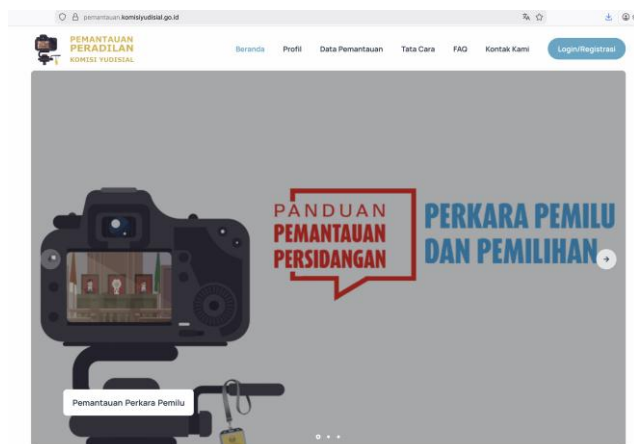 pemantauan.komisiyudisial.go.id
PEMANTAUAN
PERADILAN
KOMISI YUDISIAL
Beranda Profil Data Pemantauan Tata Cara FAQ Kontak Kami Login/Registrasi
PANDUAN
PEMANTAUAN
PERSIDANGAN
PERKARA PEMILU
DAN PEMILIHAN
Pemantauan Perkara Pemilu